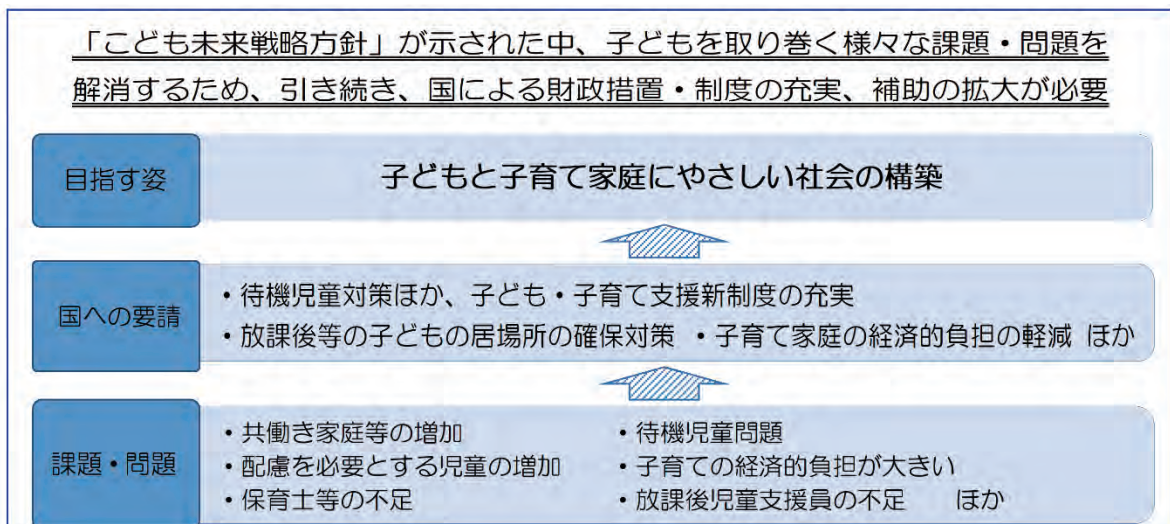 「こども未来戦略方針」が示された中、子どもを取り巻く様々な課題・問題を
解消するため、引き続き、国による財政措置・制度の充実、補助の拡大が必要
目指す姿
子どもと子育て家庭にやさしい社会の構築
国への要請
・待機児童対策ほか、子ども・子育て支援新制度の充実
・放課後等の子どもの居場所の確保対策 ・子育て家庭の経済的負担の軽減 ほか
課題・問題
・共働き家庭等の増加 ・待機児童問題
・配慮を必要とする児童の増加 ・子育ての経済的負担が大きい
・保育士等の不足 ・放課後児童支援員の不足 ほか